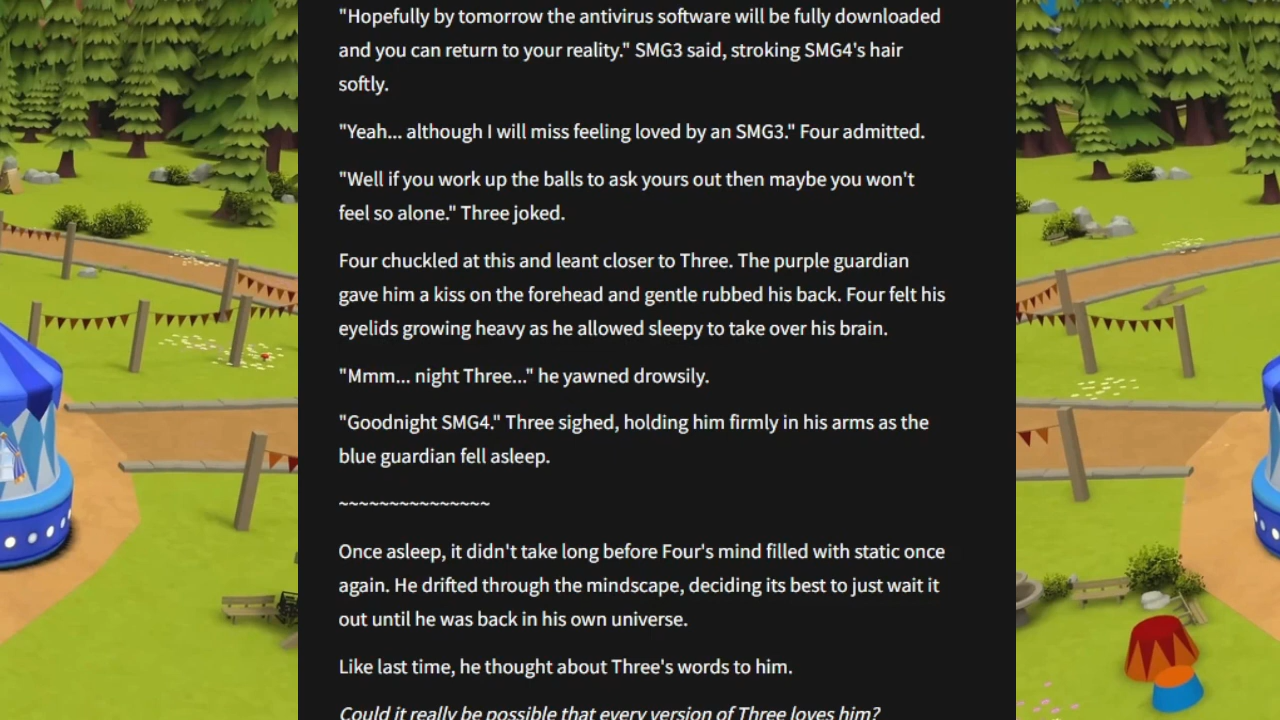 "Hopefully by tomorrow the antivirus software will be fully downloaded
and you can return to your reality." SMG3 said, stroking SMG4's hair
softly.
"Yeah... although I will miss feeling loved by an SMG3." Four admitted.
"Well if you work up the balls to ask yours out then maybe you won't
feel so alone." Three joked.
Four chuckled at this and leant closer to Three. The purple guardian
gave him a kiss on the forehead and gentle rubbed his back. Four felt his
eyelids growing heavy as he allowed sleepy to take over his brain.
"Mmm... night Three..." he yawned drowsily.
"Goodnight SMG4." Three sighed, holding him firmly in his arms as the
blue guardian fell asleep.
~~~~~~~~~~~~~~~
Once asleep, it didn't take long before Four's mind filled with static once
again. He drifted through the mindscape, deciding its best to just wait it
out until he was back in his own universe.
Like last time, he thought about Three's words to him.
Could it really be possible that every version of Three loves him?